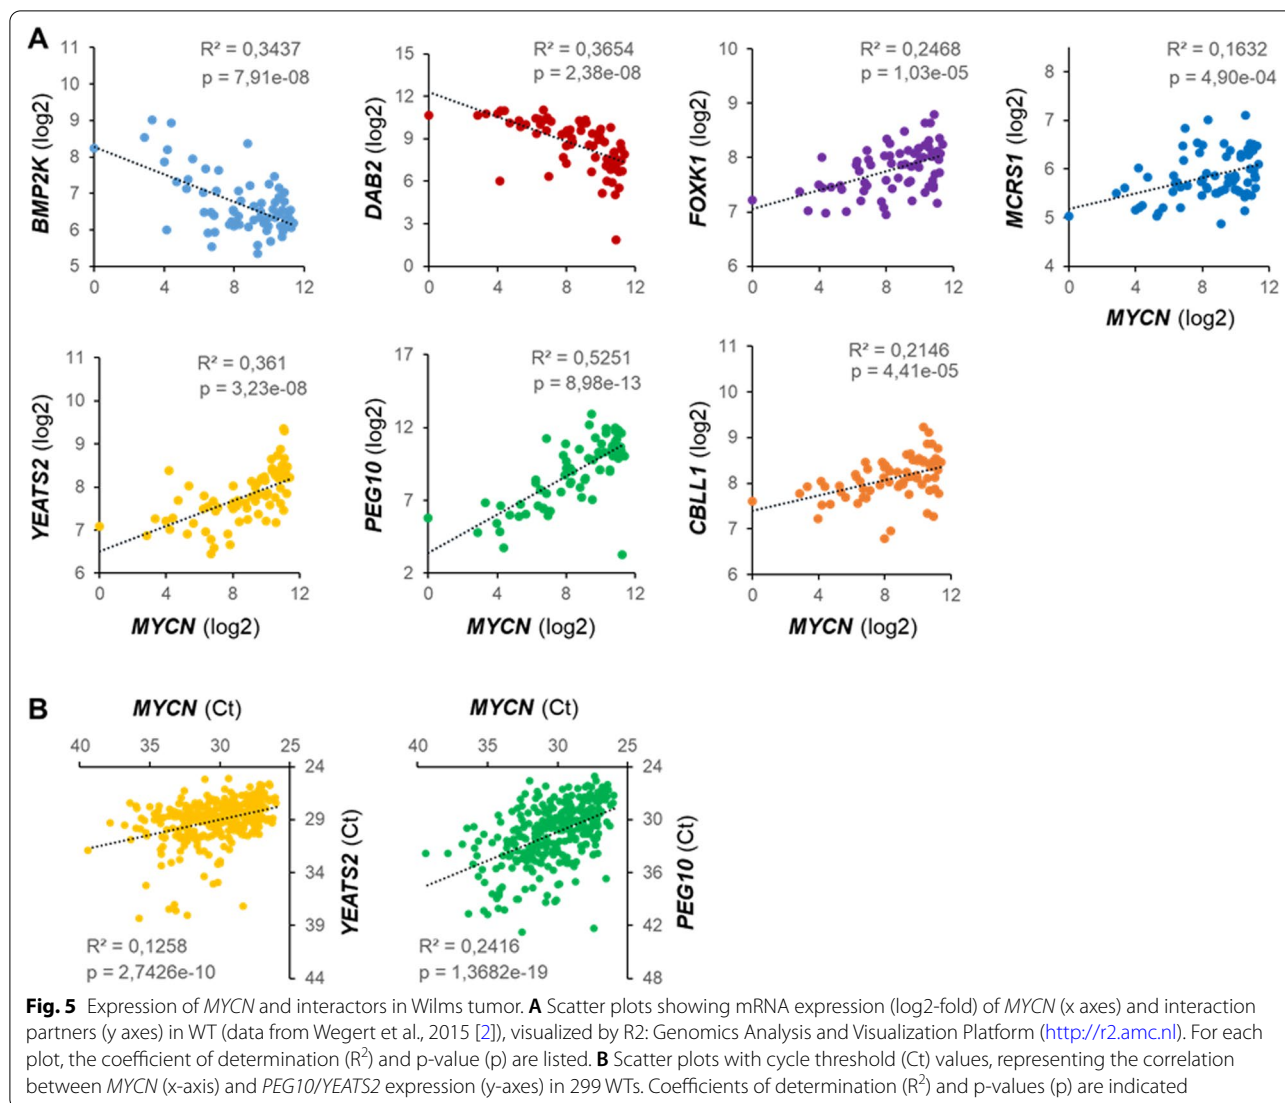 A
R² = 0,3437
p = 7,91e-08
BMP2K (log2)
11
10
9
8
7
6
5
0
4
8
12
R² = 0,3654
p = 2,38e-08
DAB2 (log2)
15
12
9
6
3
0
0
4
8
12
R² = 0,2468
p = 1,03e-05
FOXK1 (log2)
10
9
8
7
6
0
4
8
12
R² = 0,1632
p = 4,90e-04
MCRS1 (log2)
8
7
6
5
4
0
4
8
12
MYCN (log2)
R² = 0,361
p = 3,23e-08
YEATS2 (log2)
11
10
9
8
7
6
0
4
8
12
MYCN (log2)
R² = 0,5251
p = 8,98e-13
PEG10 (log2)
17
12
7
2
0
4
8
12
MYCN (log2)
R² = 0,2146
p = 4,41e-05
CBLL1 (log2)
11
10
9
8
7
6
0
4
8
12
MYCN (log2)
B
MYCN (Ct)
40
35
30
25
24
29
34
39
44
YEATS2 (Ct)
R² = 0,1258
p = 2,7426e-10
MYCN (Ct)
40
35
30
25
24
30
36
42
48
PEG10 (Ct)
R² = 0,2416
p = 1,3682e-19
Fig. 5 Expression of MYCN and interactors in Wilms tumor. A Scatter plots showing mRNA expression (log2-fold) of MYCN (x axes) and interaction
partners (y axes) in WT (data from Wegert et al., 2015 [2]), visualized by R2: Genomics Analysis and Visualization Platform (http://r2.amc.nl). For each
plot, the coefficient of determination (R²) and p-value (p) are listed. B Scatter plots with cycle threshold (Ct) values, representing the correlation
between MYCN (x-axis) and PEG10/YEATS2 expression (y-axes) in 299 WTs. Coefficients of determination (R²) and p-values (p) are indicated